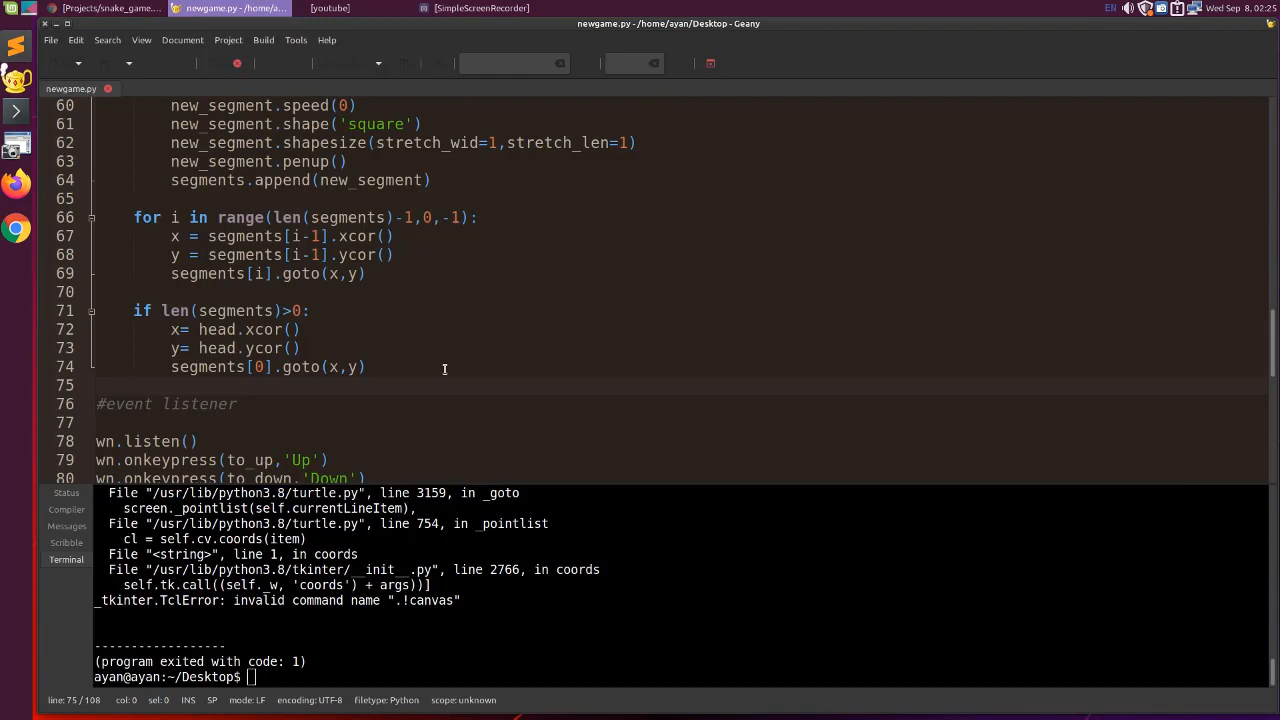 [Projects/snake_game....
newgame.py - /home/a...
[youtube]
[SimpleScreenRecorder]
EN
Wed Sep 8, 02:25
newgame.py - /home/ayan/Desktop - Geany
File Edit Search View Document Project Build Tools Help
newgame.py
60 new_segment.speed(0)
61 new_segment.shape('square')
62 new_segment.shapesize(stretch_wid=1,stretch_len=1)
63 new_segment.penup()
64 segments.append(new_segment)
65
66 for i in range(len(segments)-1,0,-1):
67 x = segments[i-1].xcor()
68 y = segments[i-1].ycor()
69 segments[i].goto(x,y)
70
71 if len(segments)>0:
72 x= head.xcor()
73 y= head.ycor()
74 segments[0].goto(x,y)
75
76 #event listener
77
78 wn.listen()
79 wn.onkeypress(to_up,'Up')
80 wn.onkeypress(to_down,'Down')
Status
Compiler
Messages
Scribble
Terminal
File "/usr/lib/python3.8/turtle.py", line 3159, in _goto
screen._pointlist(self.currentLineItem),
File "/usr/lib/python3.8/turtle.py", line 754, in _pointlist
cl = self.cv.coords(item)
File "<string>", line 1, in coords
File "/usr/lib/python3.8/tkinter/__init__.py", line 2766, in coords
self.tk.call((self._w, 'coords') + args))]
_tkinter.TclError: invalid command name ".!canvas"
------------------
(program exited with code: 1)
ayan@ayan:~/Desktop$
line: 75 / 108 col: 0 sel: 0 INS SP mode: LF encoding: UTF-8 filetype: Python scope: unknown